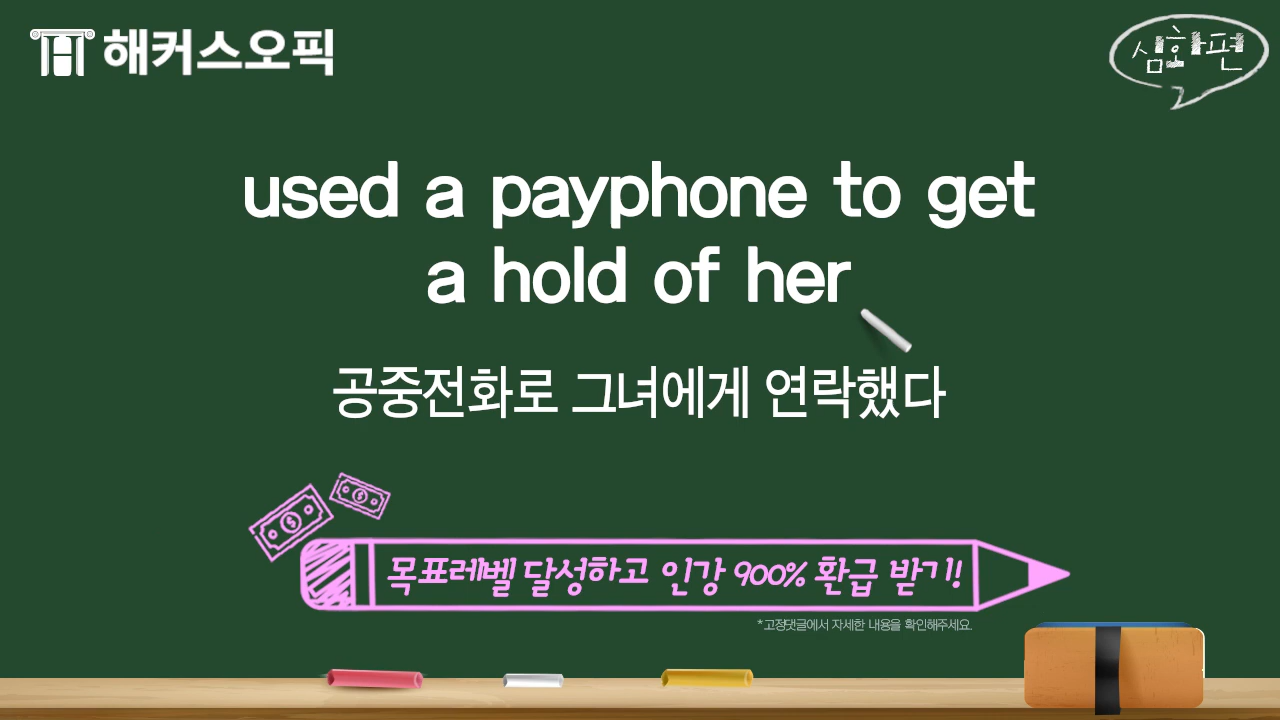 해커스오픽
심화편
used a payphone to get
a hold of her
공중전화로 그녀에게 연락했다
목표레벨 달성하고 인강 900% 환급 받기!
*고정댓글에서 자세한 내용을 확인해주세요.